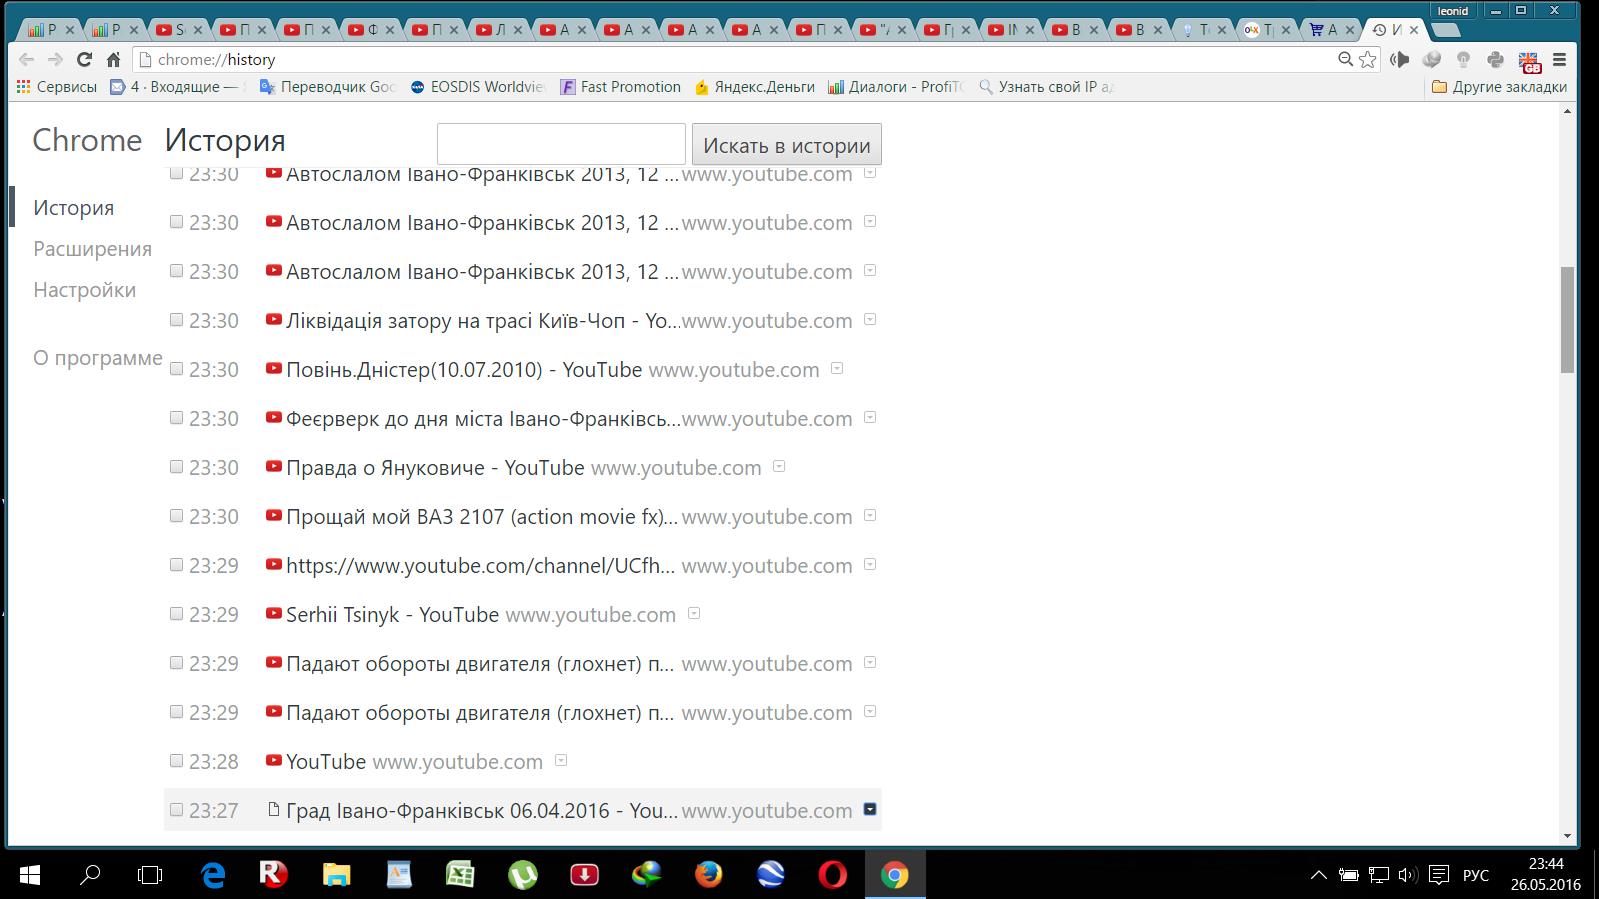 leonid
Р Р П П Ф П Л А А А А П "А Г IM В В Т Т А И
chrome://history
Сервисы 4 · Входящие — Переводчик Goo EOSDIS Worldvie Fast Promotion Яндекс.Деньги Диалоги - ProfiT Узнать свой IP а Другие закладки
GB
Chrome История Искать в истории
История
Расширения
Настройки
О программе
23:30 Автослалом Івано-Франківськ 2013, 12 ... www.youtube.com
23:30 Автослалом Івано-Франківськ 2013, 12 ... www.youtube.com
23:30 Автослалом Івано-Франківськ 2013, 12 ... www.youtube.com
23:30 Ліквідація затору на трасі Київ-Чоп - Yo... www.youtube.com
23:30 Повінь.Дністер(10.07.2010) - YouTube www.youtube.com
23:30 Феєрверк до дня міста Івано-Франківсь... www.youtube.com
23:30 Правда о Януковиче - YouTube www.youtube.com
23:30 Прощай мой ВАЗ 2107 (action movie fx)... www.youtube.com
23:29 https://www.youtube.com/channel/UCfh... www.youtube.com
23:29 Serhii Tsinyk - YouTube www.youtube.com
23:29 Падают обороты двигателя (глохнет) п... www.youtube.com
23:29 Падают обороты двигателя (глохнет) п... www.youtube.com
23:28 YouTube www.youtube.com
23:27 Град Івано-Франківськ 06.04.2016 - You... www.youtube.com
РУС
23:44
26.05.2016